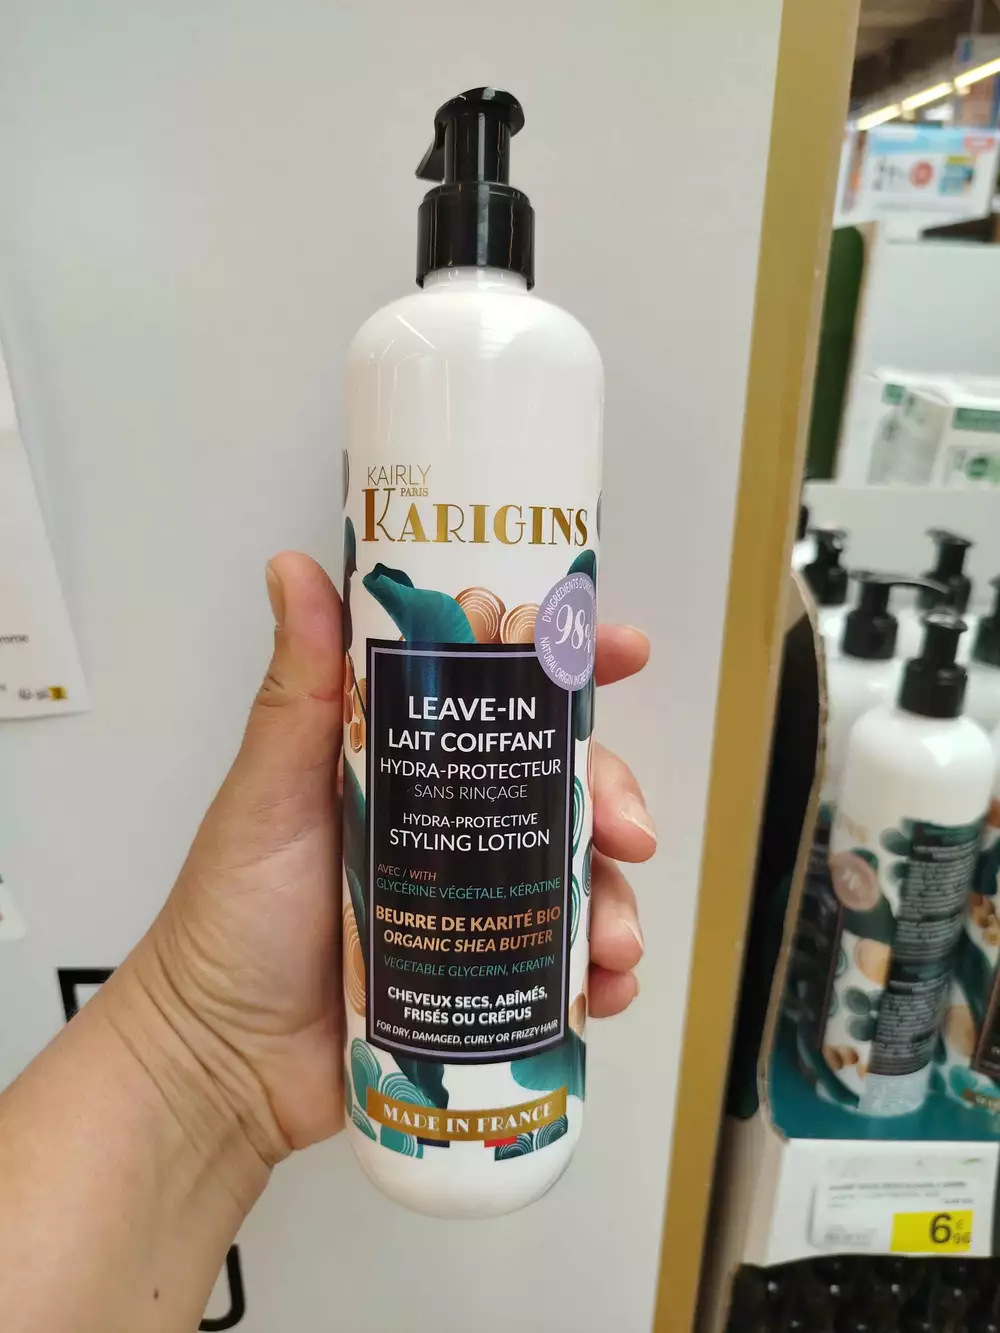 KAIRLY
PARIS
KARIGINS
98%
LEAVE-IN
LAIT COIFFANT
HYDRA-PROTECTEUR
SANS RINÇAGE
HYDRA-PROTECTIVE
STYLING LOTION
AVEC / WITH
GLYCÉRINE VÉGÉTALE, KÉRATINE
BEURRE DE KARITÉ BIO
ORGANIC SHEA BUTTER
VEGETABLE GLYCERIN, KERATIN
CHEVEUX SECS, ABÎMÉS,
FRISÉS OU CRÉPUS
FOR DRY, DAMAGED, CURLY OR FRIZZY HAIR
MADE IN FRANCE
6€96